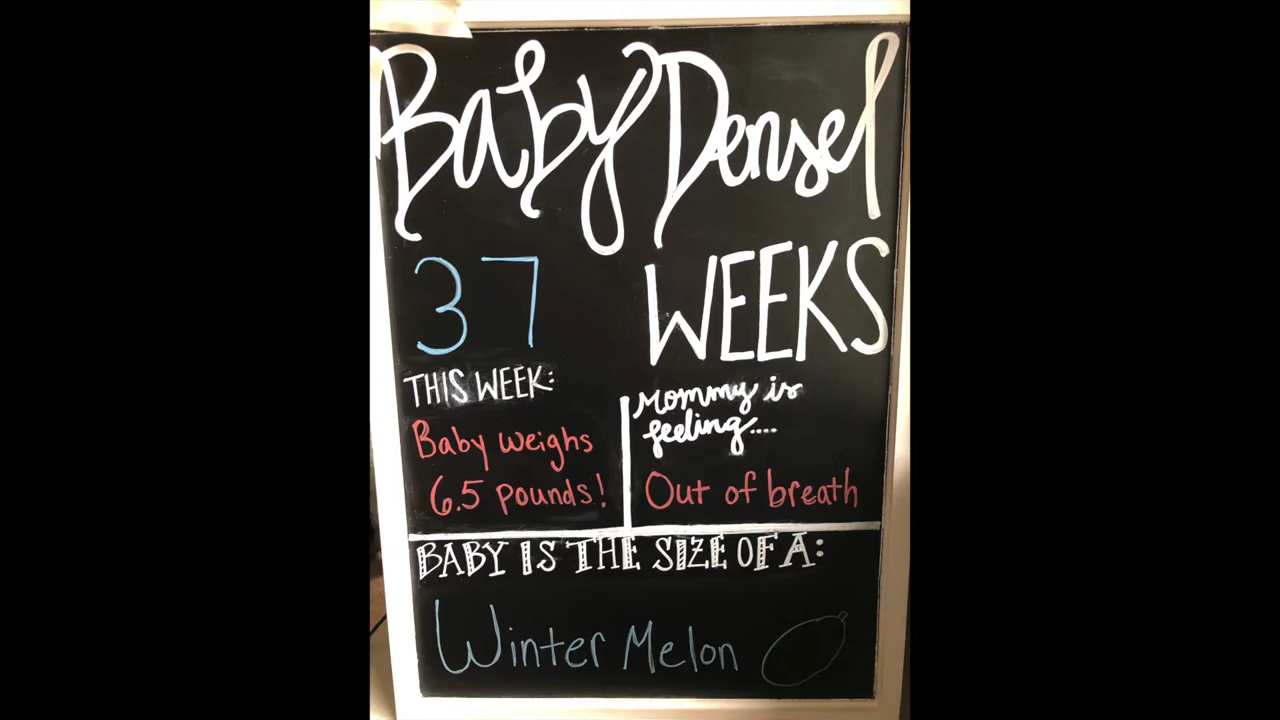 Baby Densel
37 WEEKS
THIS WEEK:
Baby weighs
6.5 pounds!
Mommy is
feeling....
Out of breath
BABY IS THE SIZE OF A:
Winter Melon